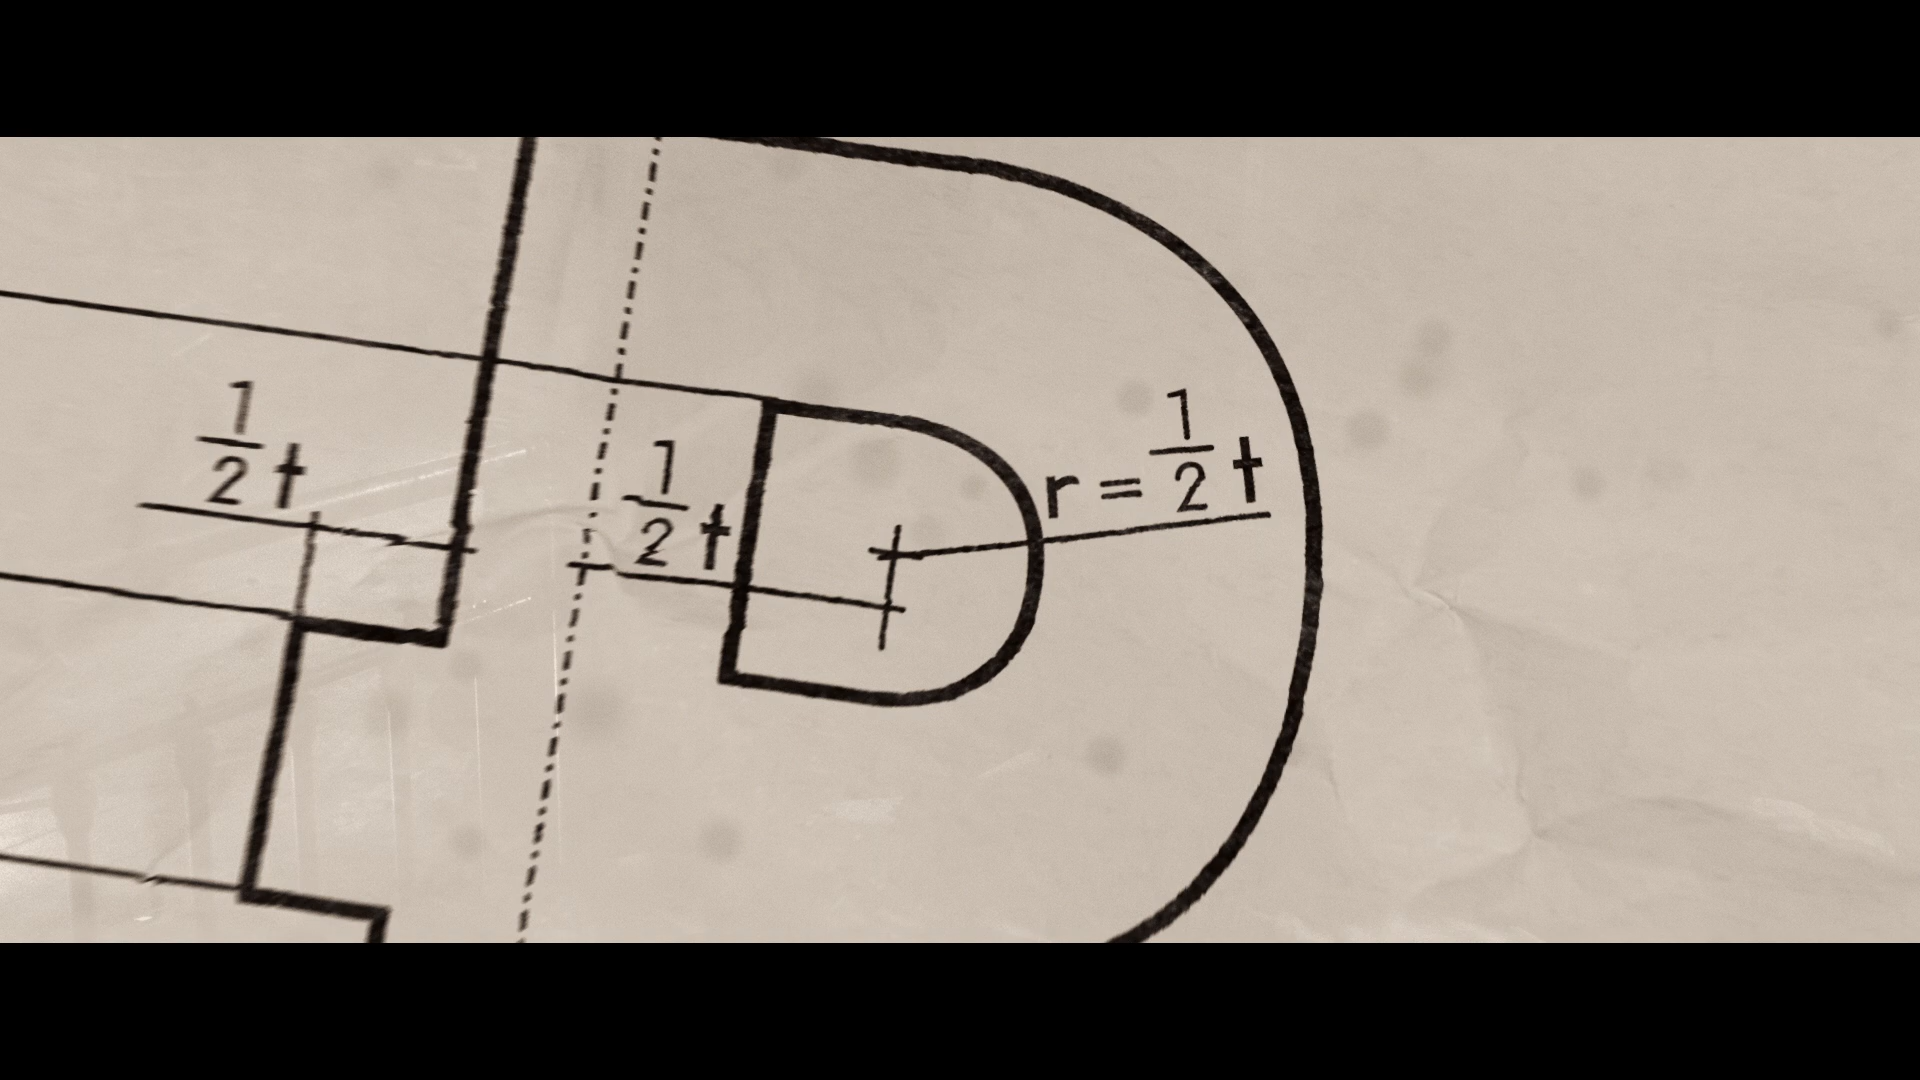 1/2 t
1/2 t
r = 1/2 t